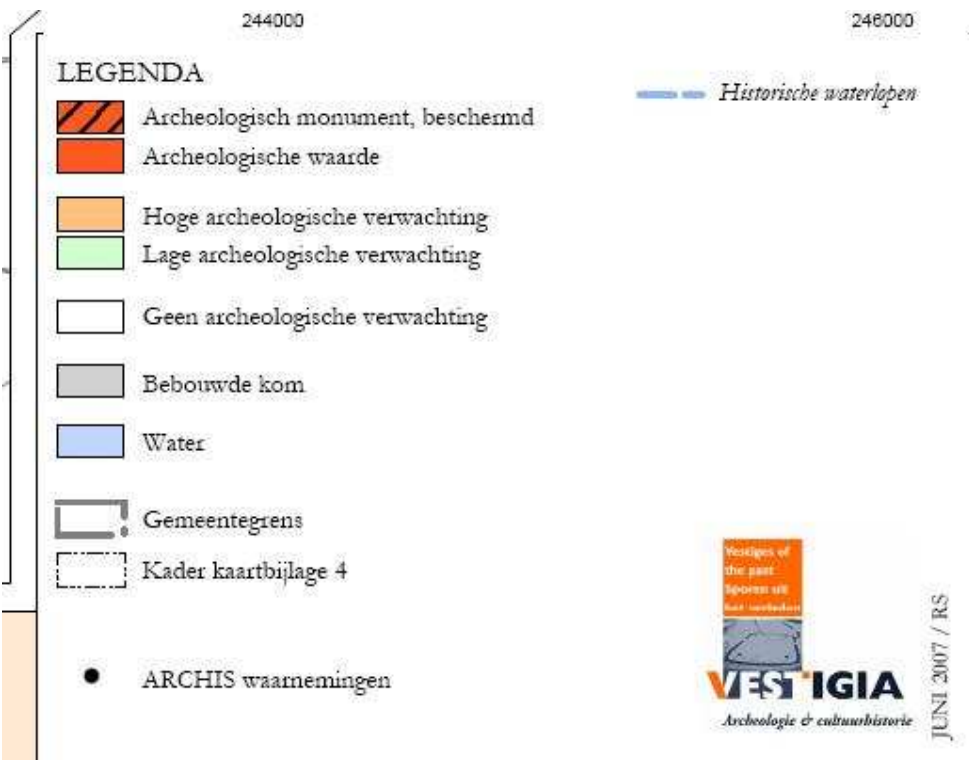 244000
246000
LEGENDA
Historische waterlopen
Archeologisch monument, beschermd
Archeologische waarde
Hoge archeologische verwachting
Lage archeologische verwachting
Geen archeologische verwachting
Bebouwde kom
Water
Gemeentegrens
Kader kaartbijlage 4
ARCHIS waarnemingen
Vestiges of
the past
Sporen uit
het verleden
VESTIGIA
Archeologie & cultuurhistorie
JUNI 2007 / RS